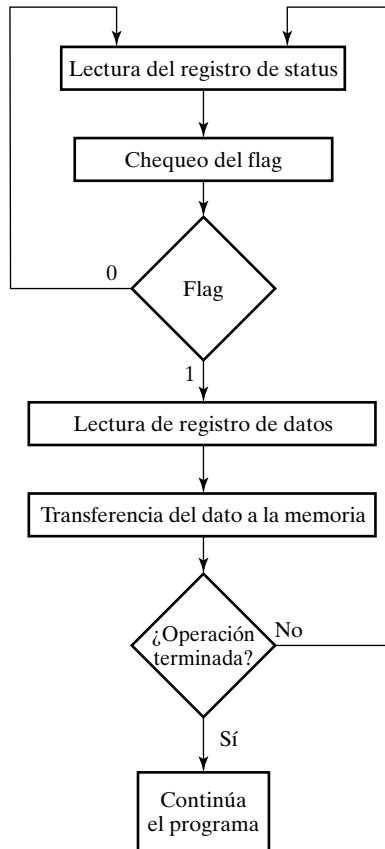 Lectura del registro de status
Chequeo del flag
0
Flag
1
Lectura de registro de datos
Transferencia del dato a la memoria
¿Operación
terminada?
No
Sí
Continúa
el programa